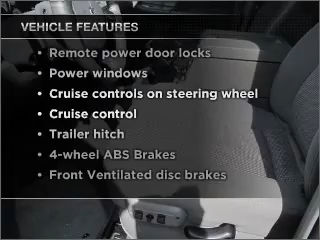 VEHICLE FEATURES
• Remote power door locks
• Power windows
• Cruise controls on steering wheel
• Cruise control
• Trailer hitch
• 4-wheel ABS Brakes
• Front Ventilated disc brakes